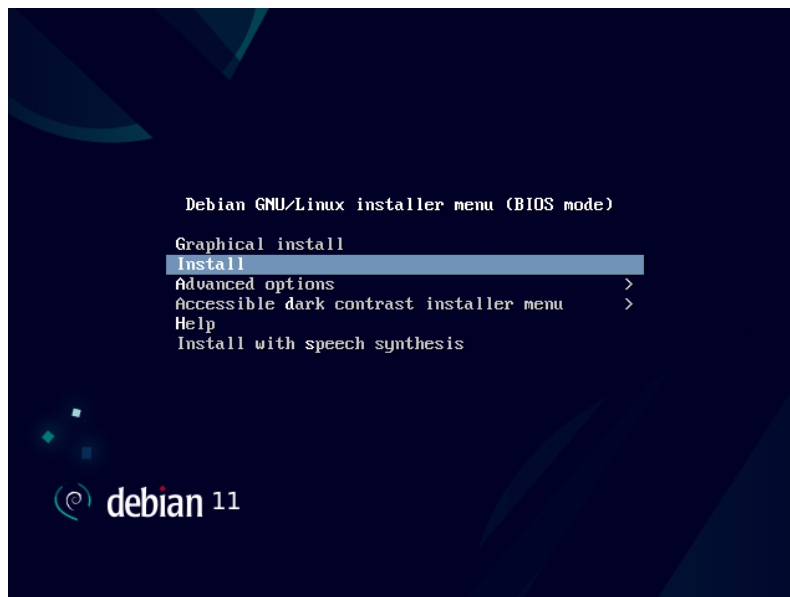 Debian GNU/Linux installer menu (BIOS mode)
Graphical install
Install
Advanced options >
Accessible dark contrast installer menu >
Help
Install with speech synthesis
debian 11